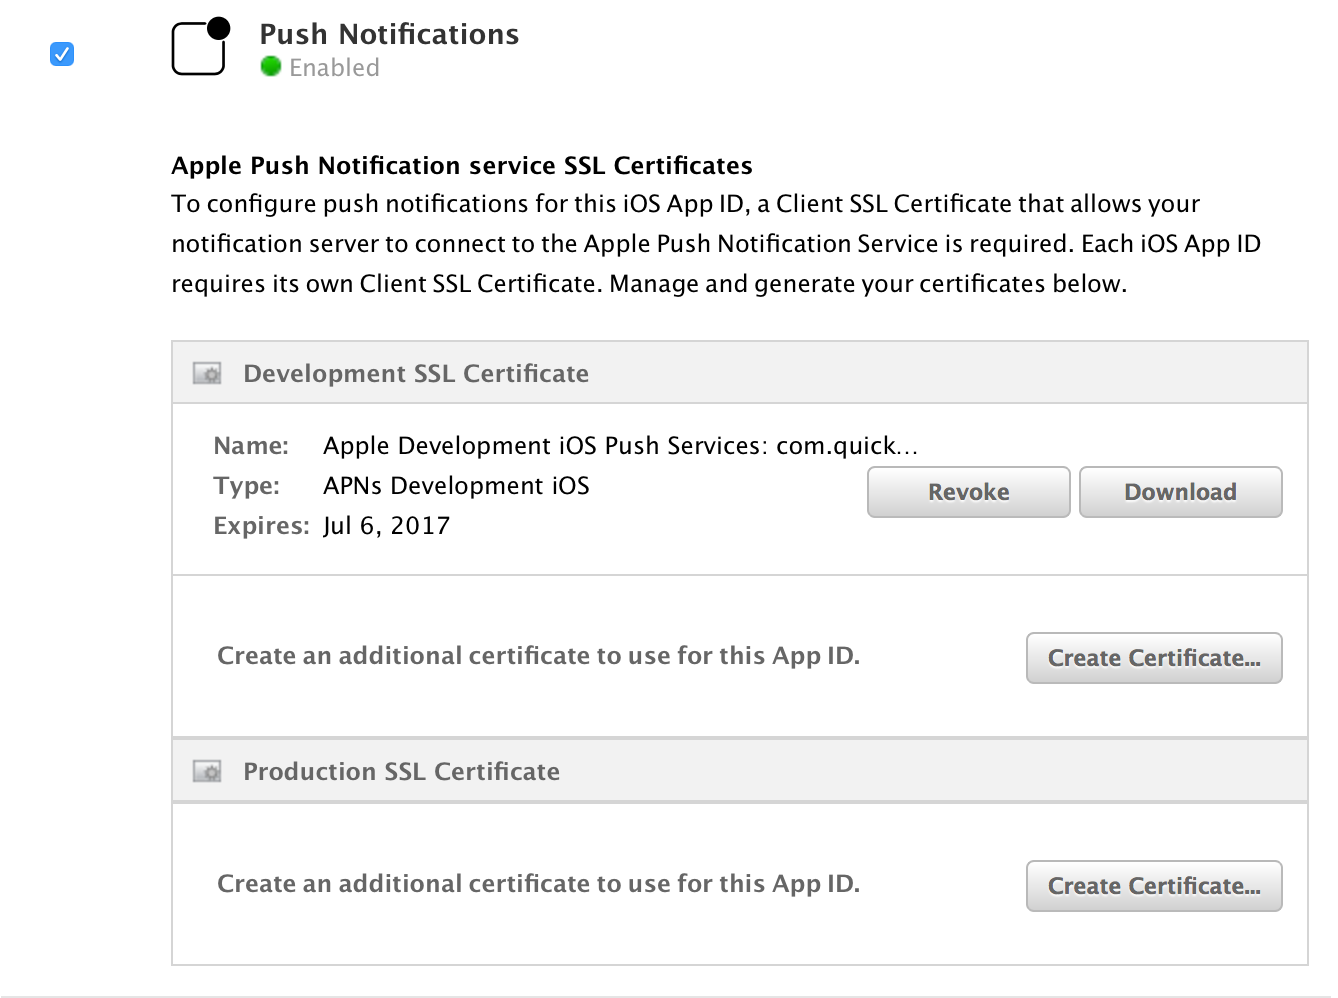 Push Notifications
Enabled
Apple Push Notification service SSL Certificates
To configure push notifications for this iOS App ID, a Client SSL Certificate that allows your
notification server to connect to the Apple Push Notification Service is required. Each iOS App ID
requires its own Client SSL Certificate. Manage and generate your certificates below.
Development SSL Certificate
Name: Apple Development iOS Push Services: com.quick...
Type: APNs Development iOS
Revoke Download
Expires: Jul 6, 2017
Create an additional certificate to use for this App ID. Create Certificate...
Production SSL Certificate
Create an additional certificate to use for this App ID. Create Certificate...